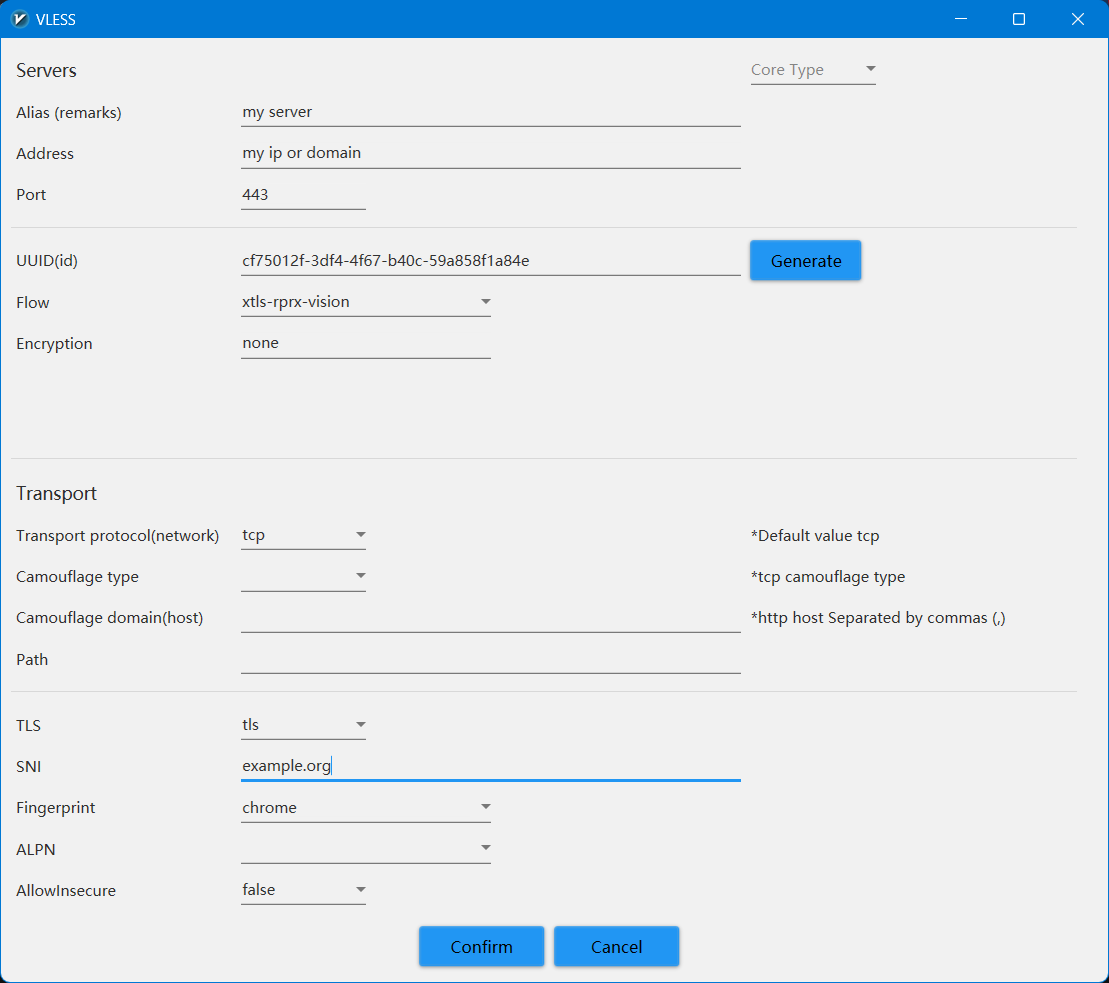 VLESS
Servers Core Type
Alias (remarks) my server
Address my ip or domain
Port 443
UUID(id) cf75012f-3df4-4f67-b40c-59a858f1a84e Generate
Flow xtls-rprx-vision
Encryption none
Transport
Transport protocol(network) tcp *Default value tcp
Camouflage type *tcp camouflage type
Camouflage domain(host) *http host Separated by commas (,)
Path
TLS tls
SNI example.org
Fingerprint chrome
ALPN
AllowInsecure false
Confirm Cancel